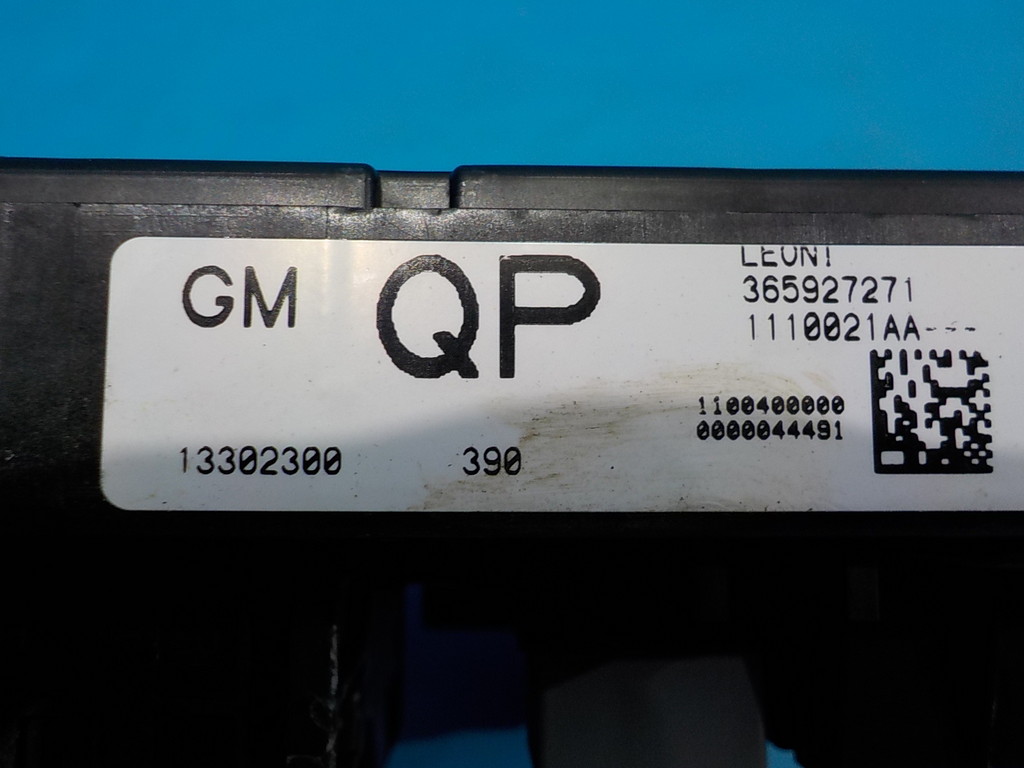 GM QP
LEONI
365927271
1110021AA---
1100400000
0000044491
13302300 390